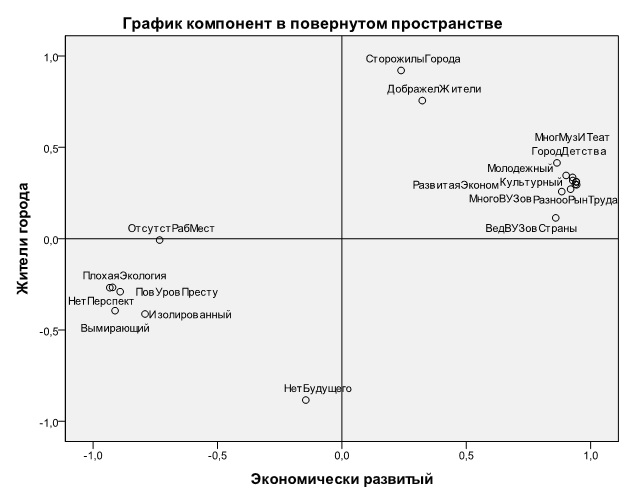 График компонент в повернутом пространстве
Жители города
1,0
0,5
0,0
-0,5
-1,0
СторожилыГорода
ДображелЖители
МногМузИТеат
ГородДетства
Молодежный
РазвитаяЭконом Культурный
МногоВУЗов РазнооРынТруда
ВедВУЗовСтраны
ОтсутстРабМест
ПлохаяЭкология
ПовУровПресту
НетПерспект
Изолированный
Вымирающий
НетБудущего
-1,0 -0,5 0,0 0,5 1,0
Экономически развитый